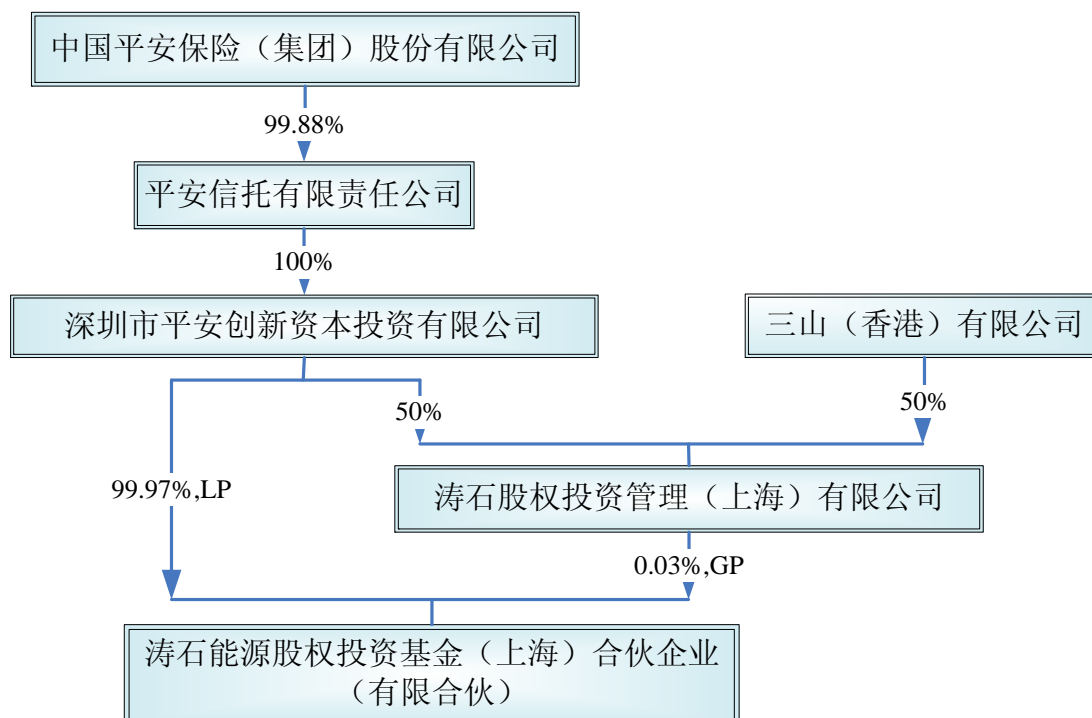 中国平安保险（集团）股份有限公司
99.88%
平安信托有限责任公司
100%
深圳市平安创新资本投资有限公司
三山（香港）有限公司
50%
50%
99.97%,LP
涛石股权投资管理（上海）有限公司
0.03%,GP
涛石能源股权投资基金（上海）合伙企业
（有限合伙）